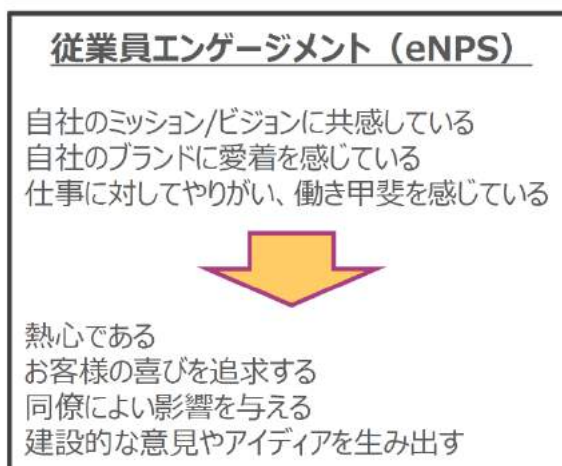 従業員エンゲージメント（eNPS）
自社のミッション/ビジョンに共感している
自社のブランドに愛着を感じている
仕事に対してやりがい、働き甲斐を感じている
熱心である
お客様の喜びを追求する
同僚によい影響を与える
建設的な意見やアイディアを生み出す